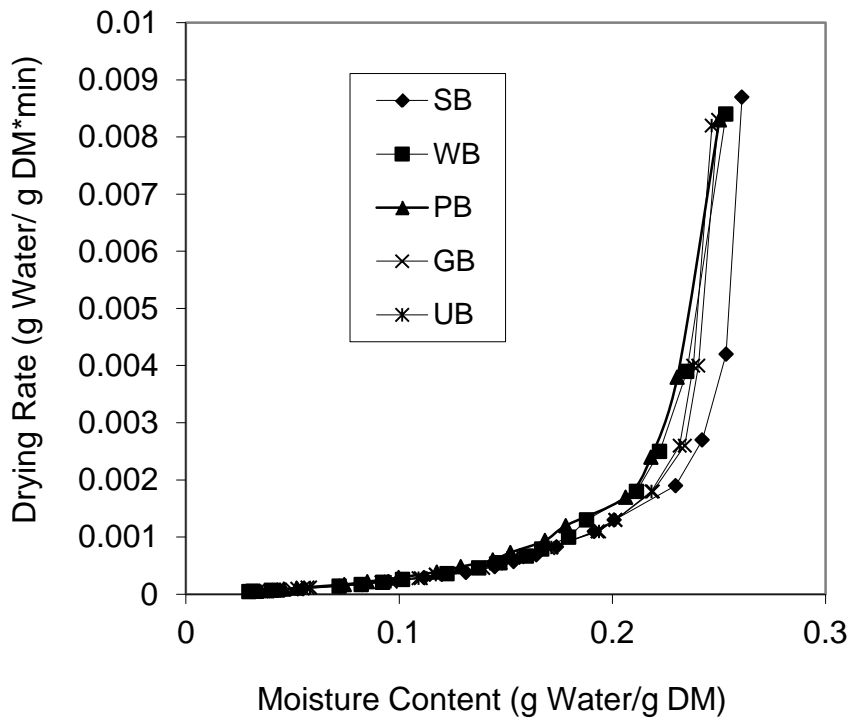 0.01
0.009
0.008
0.007
0.006
0.005
0.004
0.003
0.002
0.001
0
Drying Rate (g Water/ g DM*min)
SB
WB
PB
GB
UB
0 0.1 0.2 0.3
Moisture Content (g Water/g DM)